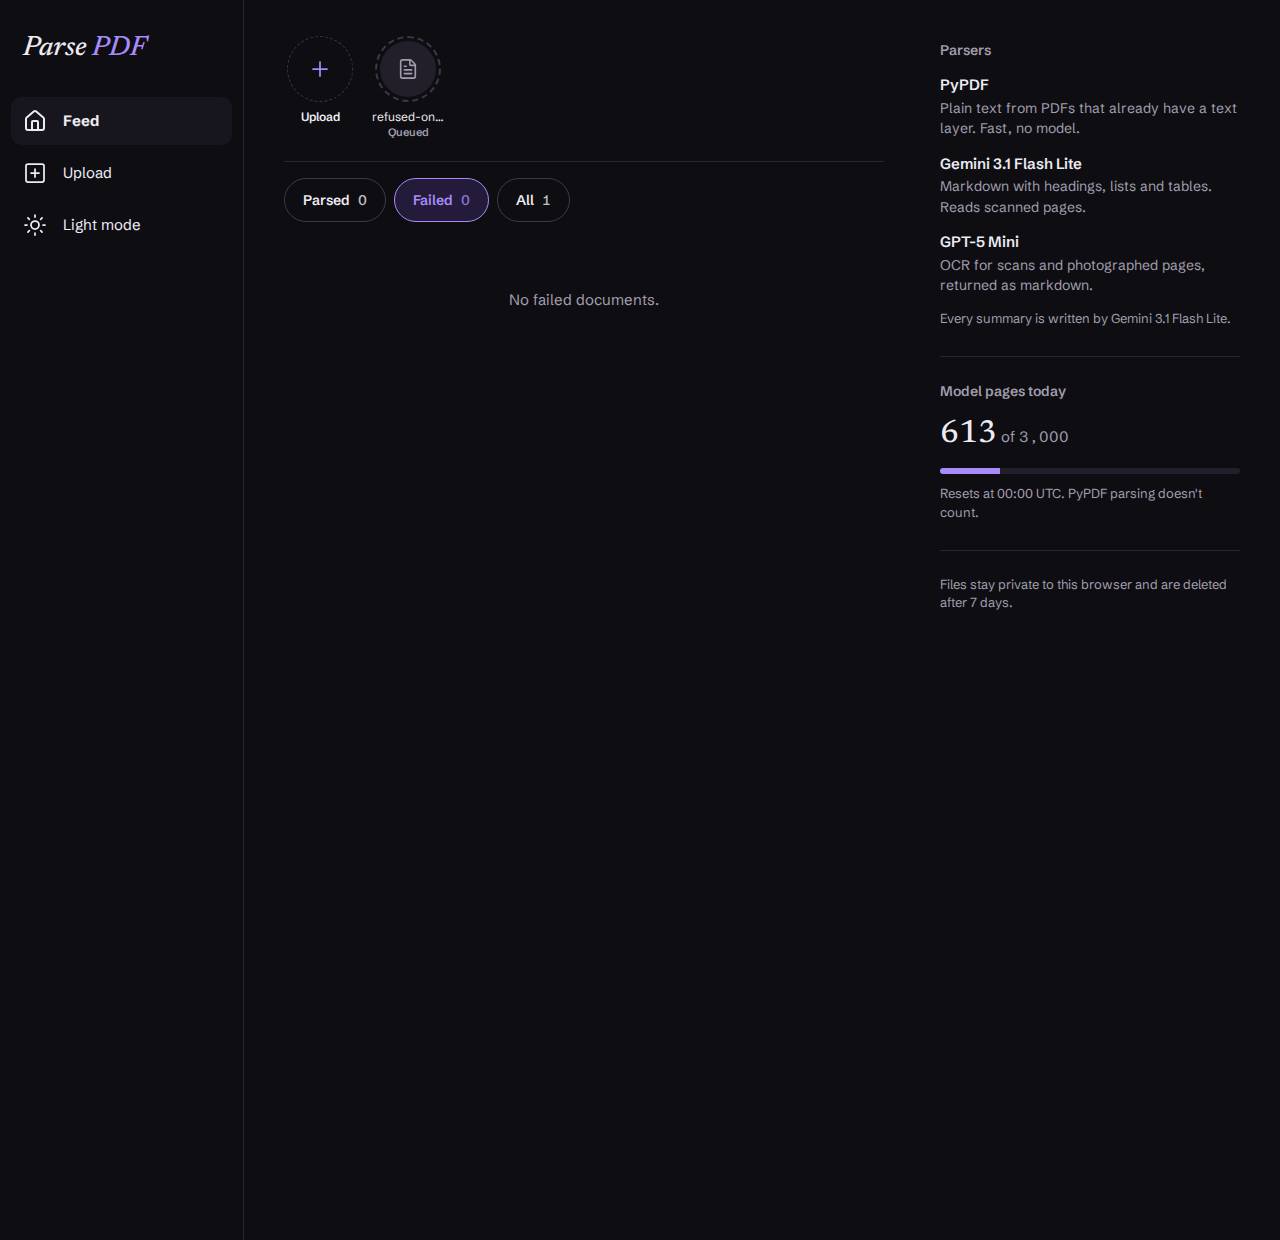 Parse PDF
Feed
Upload
Light mode
Upload
refused-on...
Queued
Parsed 0
Failed 0
All 1
No failed documents.
Parsers
PyPDF
Plain text from PDFs that already have a text
layer. Fast, no model.
Gemini 3.1 Flash Lite
Markdown with headings, lists and tables.
Reads scanned pages.
GPT-5 Mini
OCR for scans and photographed pages,
returned as markdown.
Every summary is written by Gemini 3.1 Flash Lite.
Model pages today
613 of 3,000
Resets at 00:00 UTC. PyPDF parsing doesn't
count.
Files stay private to this browser and are deleted
after 7 days.